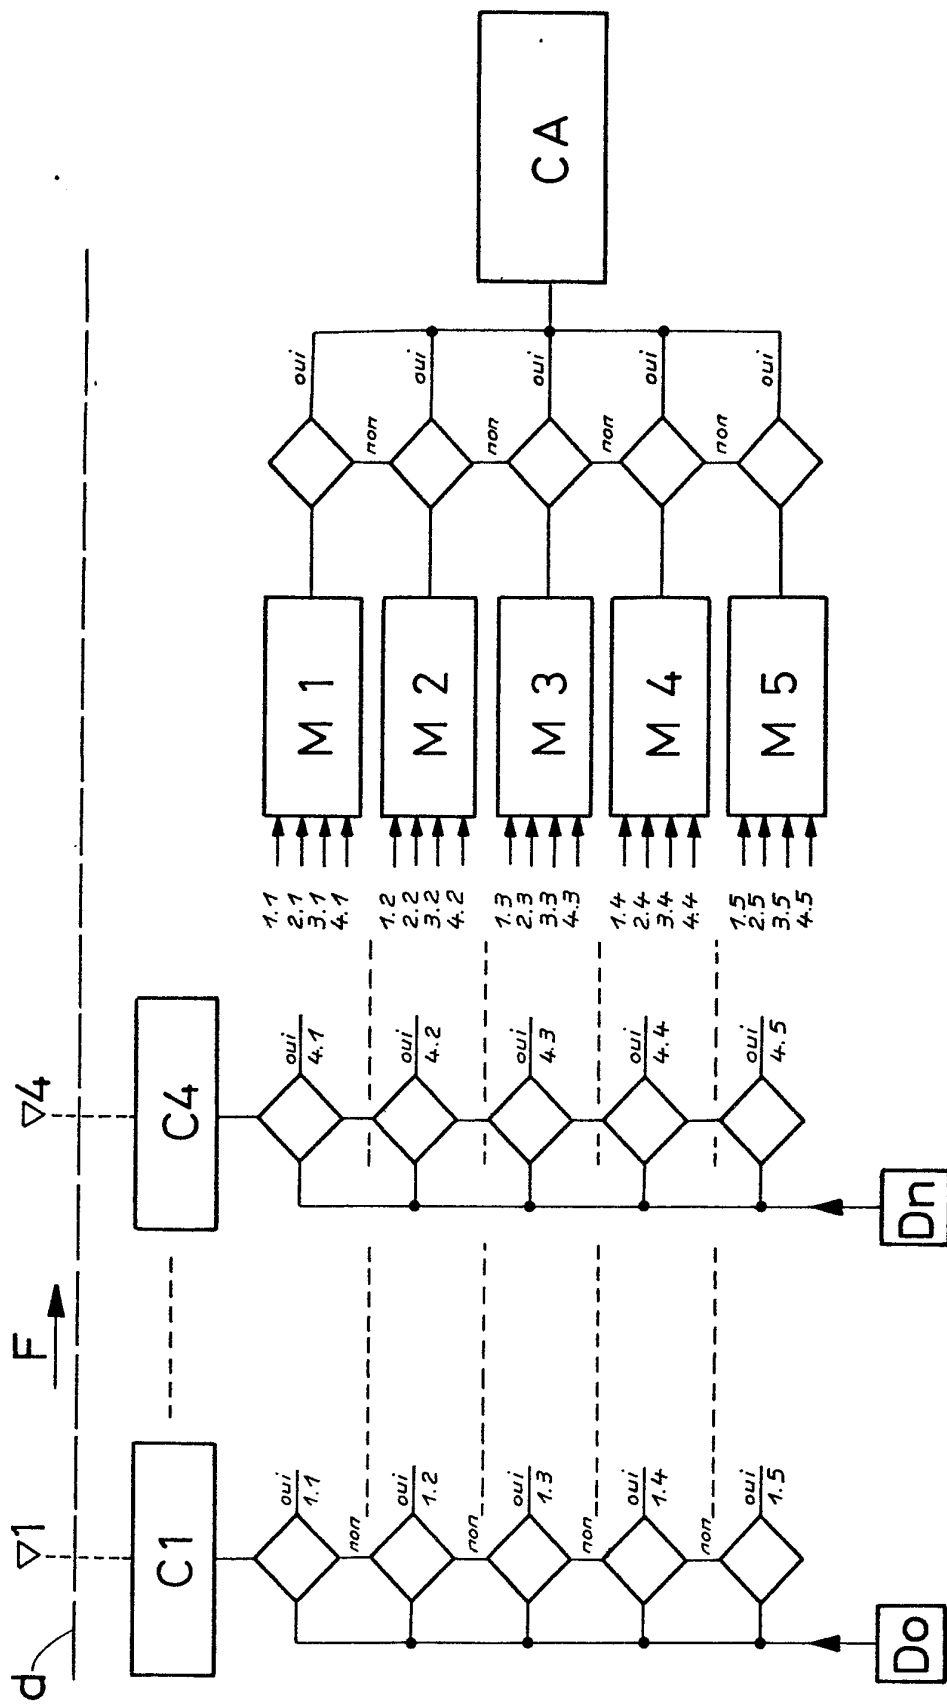 d
▽1
F
▽4
C1
C4
oui
1.1
non
oui
1.2
non
oui
1.3
non
oui
1.4
non
oui
1.5
Do
oui
4.1
oui
4.2
oui
4.3
oui
4.4
oui
4.5
Dn
1.1
2.1
3.1
4.1
1.2
2.2
3.2
4.2
1.3
2.3
3.3
4.3
1.4
2.4
3.4
4.4
1.5
2.5
3.5
4.5
M 1
M 2
M 3
M 4
M 5
oui
non
oui
non
oui
non
oui
non
oui
CA